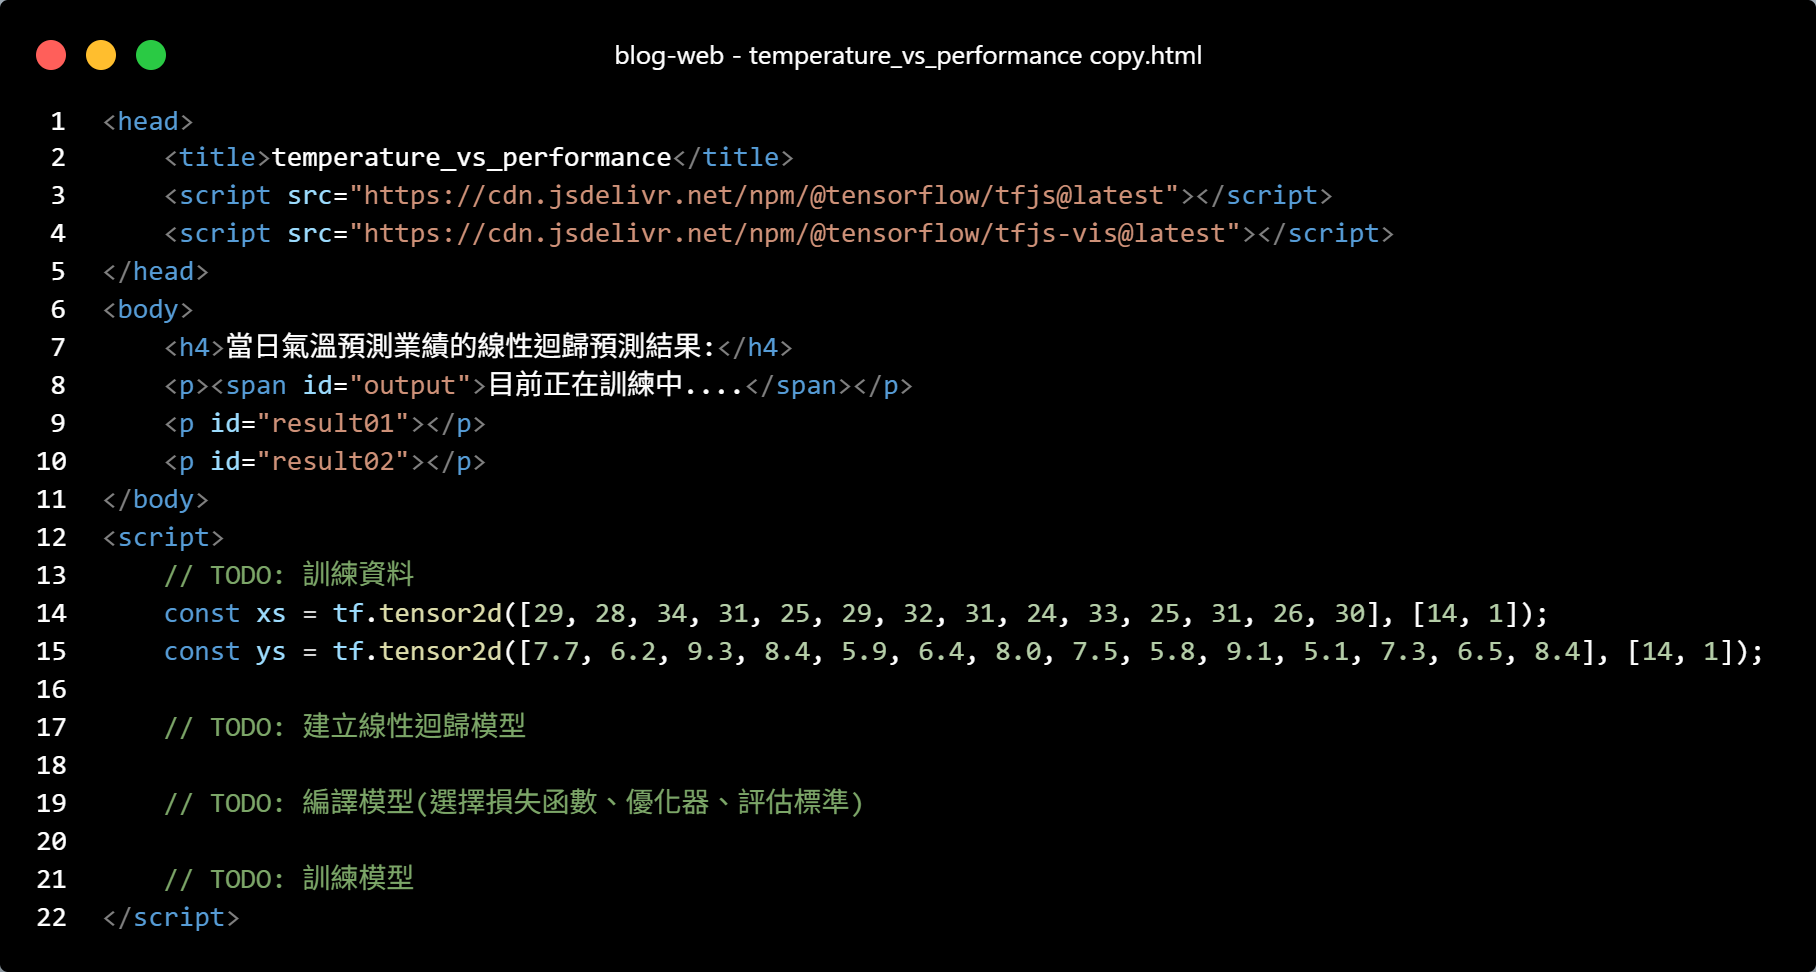 blog-web - temperature_vs_performance copy.html
1 <head>
2     <title>temperature_vs_performance</title>
3     <script src="https://cdn.jsdelivr.net/npm/@tensorflow/tfjs@latest"></script>
4     <script src="https://cdn.jsdelivr.net/npm/@tensorflow/tfjs-vis@latest"></script>
5 </head>
6 <body>
7     <h4>當日氣溫預測業績的線性迴歸預測結果:</h4>
8     <p><span id="output">目前正在訓練中....</span></p>
9     <p id="result01"></p>
10     <p id="result02"></p>
11 </body>
12 <script>
13     // TODO: 訓練資料
14     const xs = tf.tensor2d([29, 28, 34, 31, 25, 29, 32, 31, 24, 33, 25, 31, 26, 30], [14, 1]);
15     const ys = tf.tensor2d([7.7, 6.2, 9.3, 8.4, 5.9, 6.4, 8.0, 7.5, 5.8, 9.1, 5.1, 7.3, 6.5, 8.4], [14, 1]);
16
17     // TODO: 建立線性迴歸模型
18
19     // TODO: 編譯模型(選擇損失函數、優化器、評估標準)
20
21     // TODO: 訓練模型
22 </script>